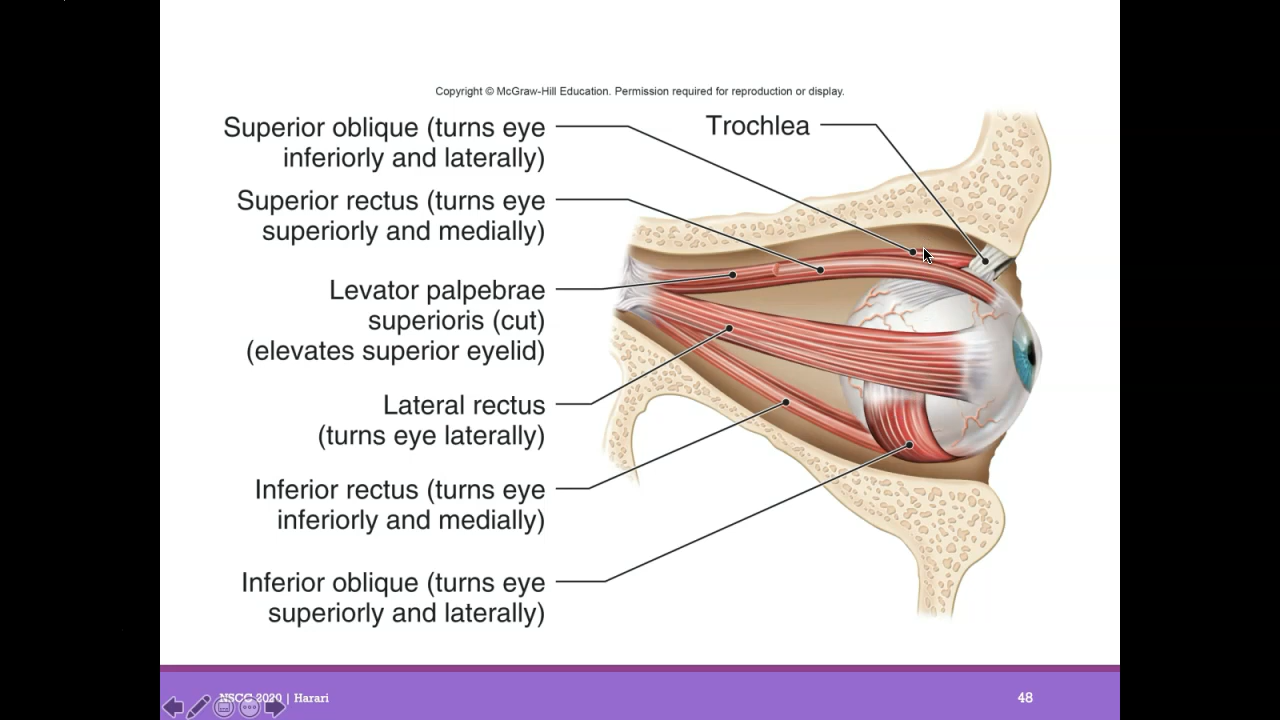 Copyright © McGraw-Hill Education. Permission required for reproduction or display.
Superior oblique (turns eye
inferiorly and laterally)
Trochlea
Superior rectus (turns eye
superiorly and medially)
Levator palpebrae
superioris (cut)
(elevates superior eyelid)
Lateral rectus
(turns eye laterally)
Inferior rectus (turns eye
inferiorly and medially)
Inferior oblique (turns eye
superiorly and laterally)
NSCC 2020 | Harari
48